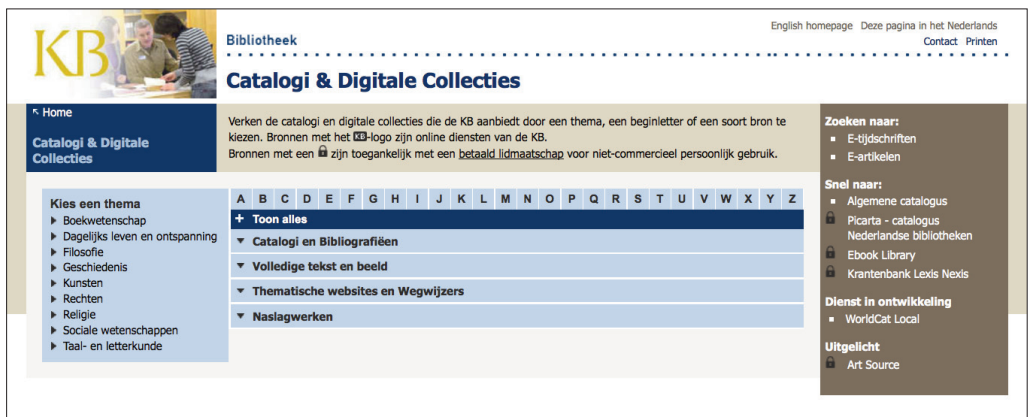 KB
English homepage Deze pagina in het Nederlands
Contact Printen
Bibliotheek
Catalogi & Digitale Collecties
Home
Catalogi & Digitale
Collecties
Verken de catalogi en digitale collecties die de KB aanbiedt door een thema, een beginletter of een soort bron te
kiezen. Bronnen met het KB-logo zijn online diensten van de KB.
Bronnen met een zijn toegankelijk met een betaald lidmaatschap voor niet-commercieel persoonlijk gebruik.
Kies een thema
Boekwetenschap
Dagelijks leven en ontspanning
Filosofie
Geschiedenis
Kunsten
Rechten
Religie
Sociale wetenschappen
Taal- en letterkunde
A B C D E F G H I J K L M N O P Q R S T U V W X Y Z
+ Toon alles
Catalogi en Bibliografiëen
Volledige tekst en beeld
Thematische websites en Wegwijzers
Naslagwerken
Zoeken naar:
E-tijdschriften
E-artikelen
Snel naar:
Algemene catalogus
Picarta - catalogus
Nederlandse bibliotheken
Ebook Library
Krantenbank Lexis Nexis
Dienst in ontwikkeling
WorldCat Local
Uitgelicht
Art Source